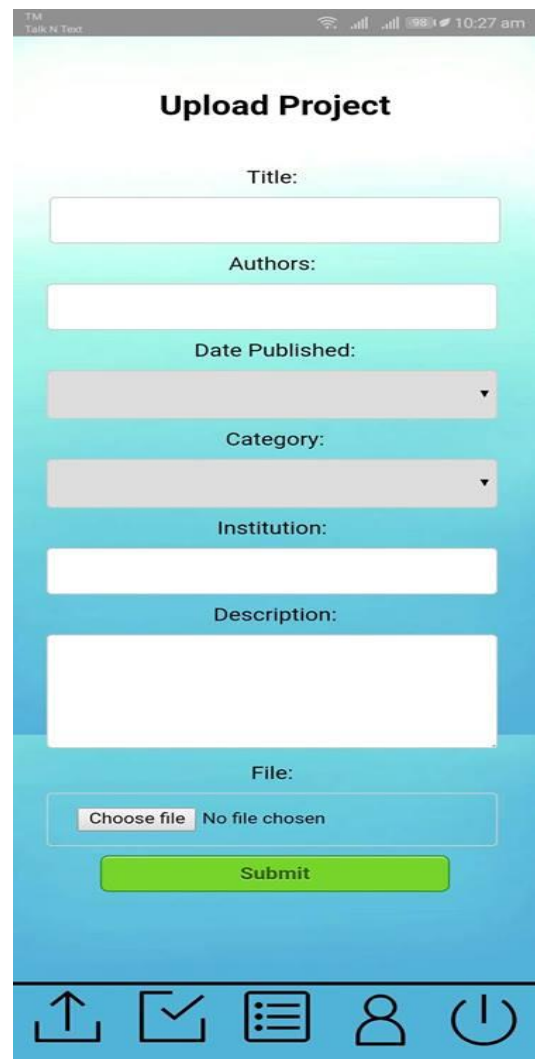 TM
Talk N Text
98 10:27 am
Upload Project
Title:
Authors:
Date Published:
Category:
Institution:
Description:
File:
Choose file No file chosen
Submit